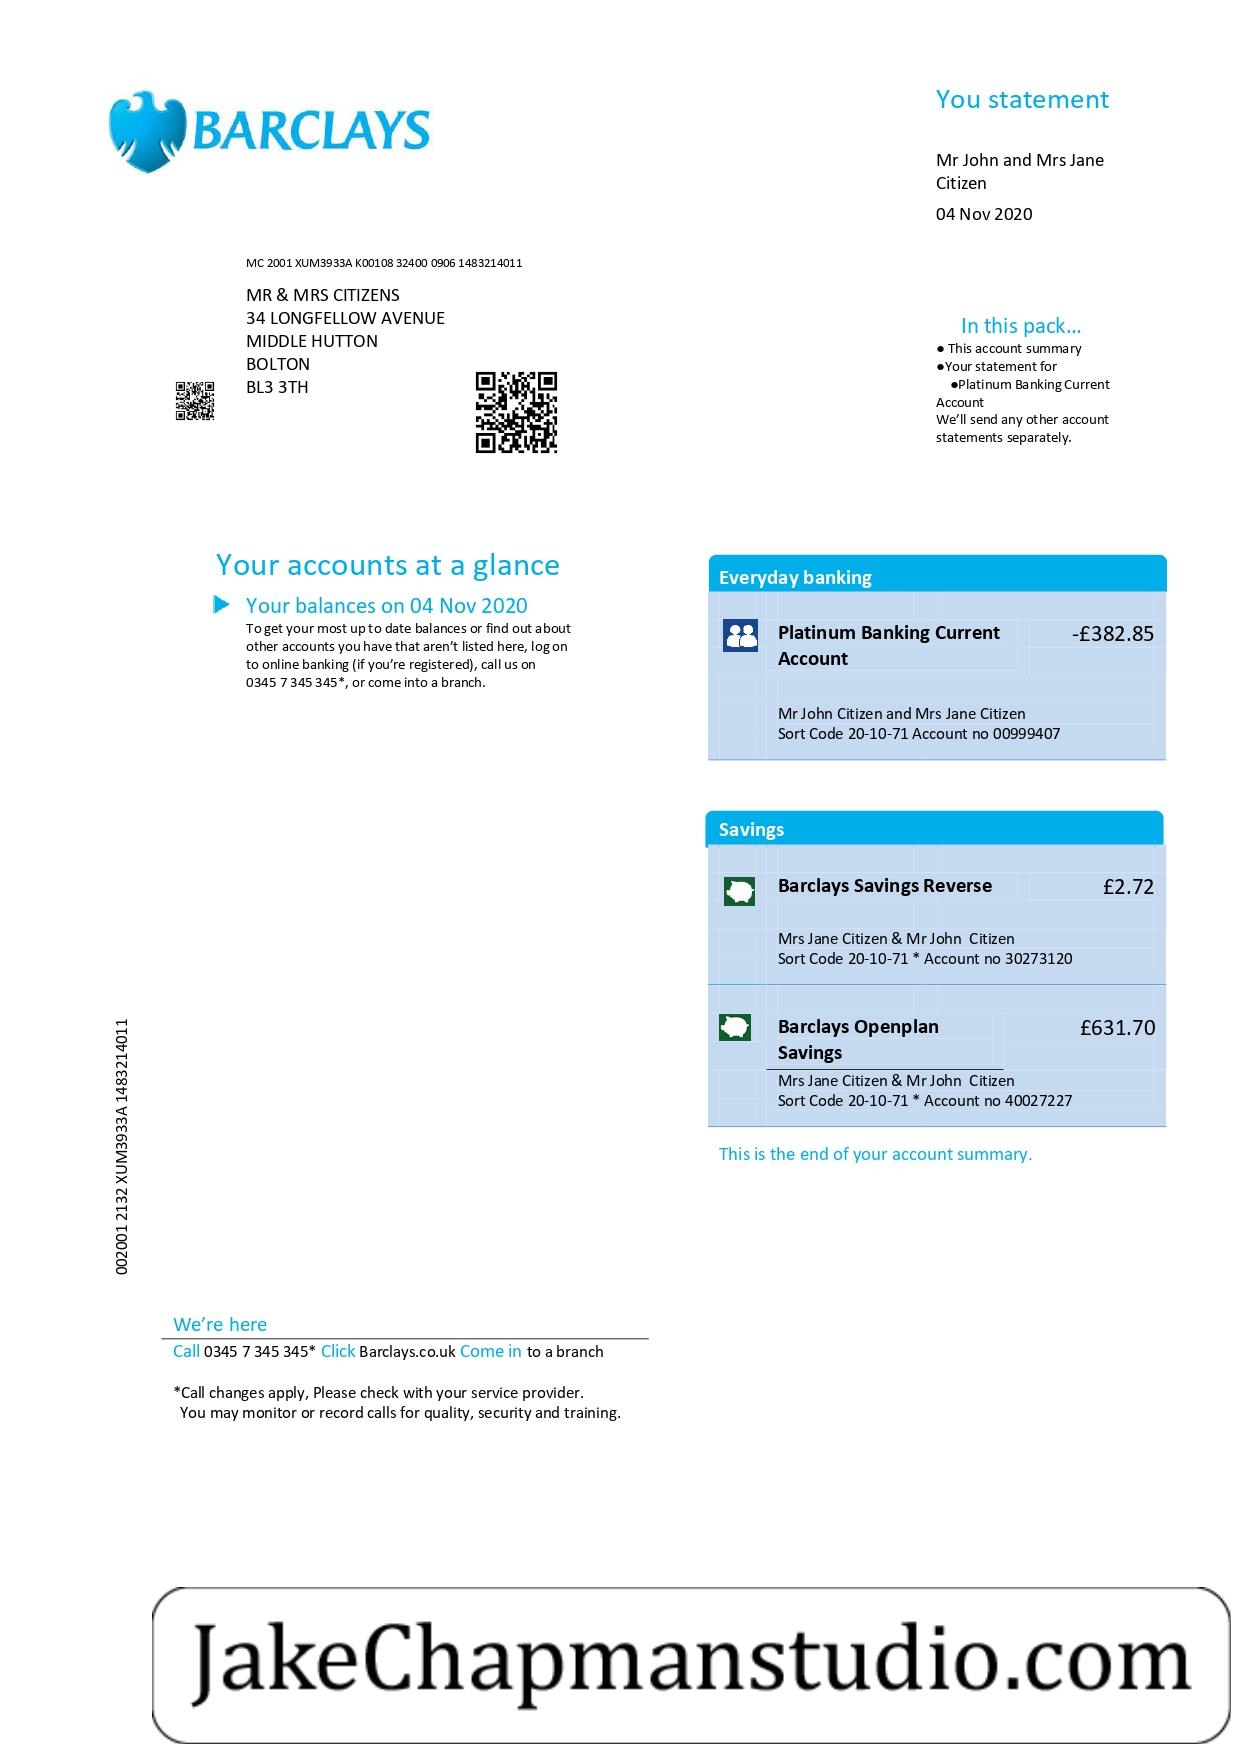 BARCLAYS
You statement
Mr John and Mrs Jane
Citizen
04 Nov 2020
MC 2001 XUM3933A K00108 32400 0906 1483214011
MR & MRS CITIZENS
34 LONGFELLOW AVENUE
MIDDLE HUTTON
BOLTON
BL3 3TH
In this pack...
● This account summary
●Your statement for
●Platinum Banking Current
Account
We'll send any other account
statements separately.
Your accounts at a glance
Your balances on 04 Nov 2020
To get your most up to date balances or find out about
other accounts you have that aren't listed here, log on
to online banking (if you're registered), call us on
0345 7 345 345*, or come into a branch.
Everyday banking
Platinum Banking Current -£382.85
Account
Mr John Citizen and Mrs Jane Citizen
Sort Code 20-10-71 Account no 00999407
Savings
Barclays Savings Reverse £2.72
Mrs Jane Citizen & Mr John Citizen
Sort Code 20-10-71 * Account no 30273120
Barclays Openplan £631.70
Savings
Mrs Jane Citizen & Mr John Citizen
Sort Code 20-10-71 * Account no 40027227
This is the end of your account summary.
002001 2132 XUM3933A 1483214011
We're here
Call 0345 7 345 345* Click Barclays.co.uk Come in to a branch
*Call changes apply, Please check with your service provider.
You may monitor or record calls for quality, security and training.
JakeChapmanstudio.com